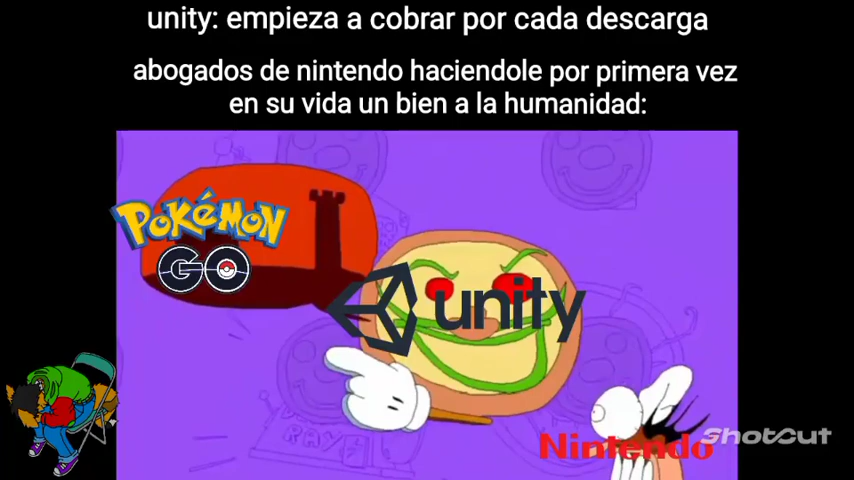 unity: empieza a cobrar por cada descarga
abogados de nintendo haciendole por primera vez
en su vida un bien a la humanidad:
POKÉMON
GO
unity
RAY
Nintendo
ShotCut